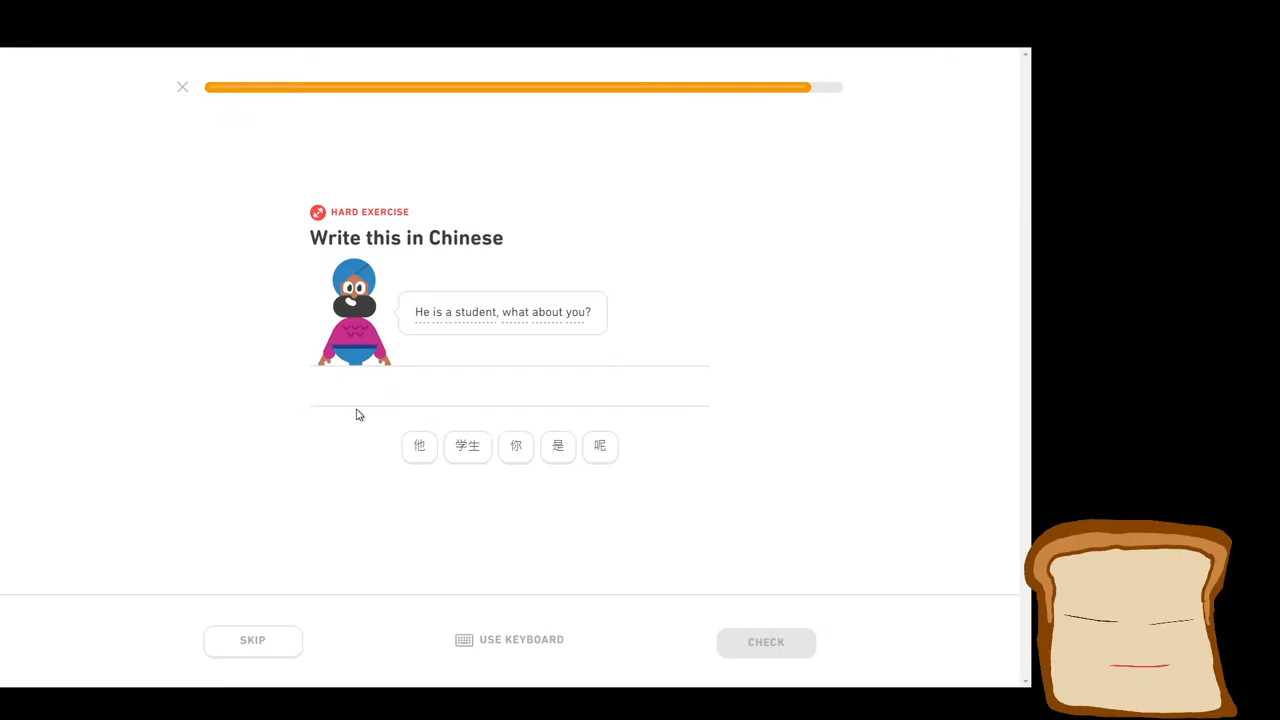 HARD EXERCISE
Write this in Chinese
He is a student, what about you?
他 学生 你 是 呢
SKIP USE KEYBOARD CHECK